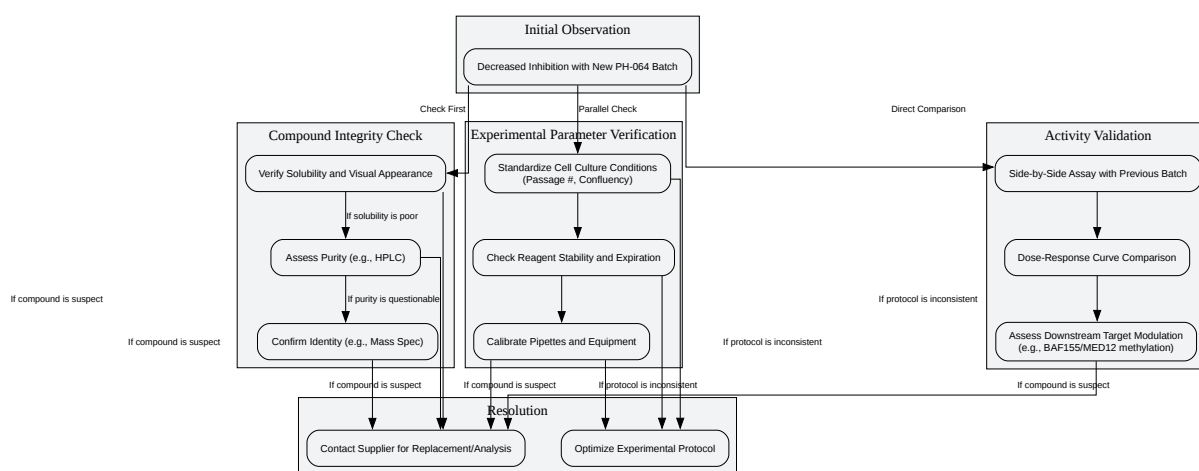 Initial Observation
Decreased Inhibition with New PH-064 Batch
Check First
Parallel Check
Direct Comparison
Compound Integrity Check
Experimental Parameter Verification
Activity Validation
Verify Solubility and Visual Appearance
Standardize Cell Culture Conditions
(Passage #, Confluency)
Side-by-Side Assay with Previous Batch
If solubility is poor
Assess Purity (e.g., HPLC)
Check Reagent Stability and Expiration
Dose-Response Curve Comparison
If compound is suspect
If purity is questionable
If protocol is inconsistent
If compound is suspect
Confirm Identity (e.g., Mass Spec)
Calibrate Pipettes and Equipment
If protocol is inconsistent
Assess Downstream Target Modulation
(e.g., BAF155/MED12 methylation)
If compound is suspect
If compound is suspect
If protocol is inconsistent
If compound is suspect
Resolution
Contact Supplier for Replacement/Analysis
Optimize Experimental Protocol